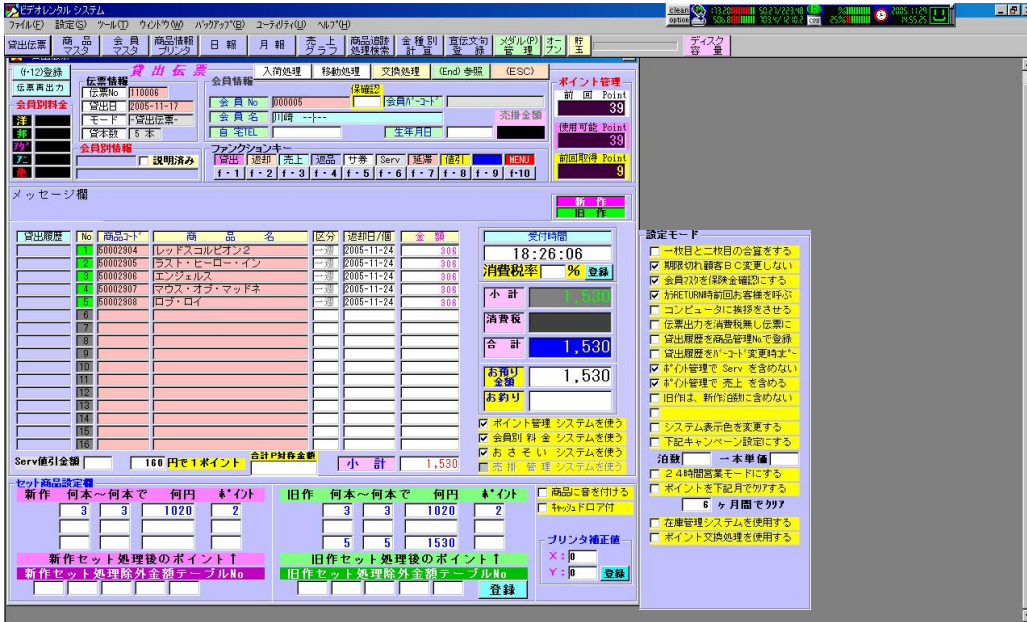 ビデオレンタル システム
ファイル(F) 設定(S) ツール(T) ウィンドウ(W) バックアップ(B) ユーティリティ(U) ヘルプ(H)
clean
option
2005.11.29
14:55:25
貸出伝票 商品マスタ 会員マスタ 商品情報プリンタ 日報 月報 売上グラフ 商品追跡処理検索 金種別計算 宣伝文句登録 メダル(P)管理 オープン 貯玉 ディスク容量
(f・12)登録 貸出伝票 入荷処理 移動処理 交換処理 (End) 参照 (ESC)
伝票再出力
伝票情報
伝票No 110006
貸出日 2005-11-17
モード [-貸出伝票-
貸本数 5 本
会員情報
保確認
会員 No 000005 会員バーコード
会員名 川崎
自宅TEL 生年月日
売掛金額
ポイント管理
前回 Point
39
使用可能 Point
39
前回取得 Point
9
会員別料金
洋
邦
アダ
アニ
他
会員別情報
説明済み
ファンクションキー
貸出 返却 売上 返品 サ券 Serv 延滞 値引 MENU
f・1 f・2 f・3 f・4 f・5 f・6 f・7 f・8 f・9 f・10
メッセージ欄
新作
旧作
貸出履歴 No 商品コード 商品名 区分 返却日/個 金額
1 50002904 レッドスコルピオン2 一週 2005-11-24 306
2 50002905 ラスト・ヒーロー・イン 一週 2005-11-24 306
3 50002906 エンジェルス 一週 2005-11-24 306
4 50002907 マウス・オブ・マッドネ 一週 2005-11-24 306
5 50002908 ロブ・ロイ 一週 2005-11-24 306
6
7
8
9
10
11
12
13
14
15
16
受付時間
18:26:06
消費税率 % 登録
小計 1,530
消費税
合計 1,530
お預り金額 1,530
お釣り
ポイント管理 システムを使う
会員別料金 システムを使う
おさそい システムを使う
売掛管理 システムを使う
Serv値引金額 160 円で1ポイント 合計P対存金額 小計 1,530
セット商品設定欄
新作 何本~何本で 何円 ポイント
3 3 1020 2
新作セット処理後のポイント↑
新作セット処理除外金額テーブルNo
旧作 何本~何本で 何円 ポイント
3 3 1020 2
5 5 1530
旧作セット処理後のポイント↑
旧作セット処理除外金額テーブルNo
登録
商品に音を付ける
キャッシュドロア付
プリンタ補正値
X:0
Y:0 登録
設定モード
一枚目と二枚目の合算をする
期限切れ顧客BC変更しない
会員マスタを保険金確認にする
カラRETURN時前回お客様を呼ぶ
コンピュータに挨拶をさせる
伝票出力を消費税無し伝票に
貸出履歴を商品管理Noで登録
貸出履歴をバーコード変更時コピー
ポイント管理で Serv を含めない
ポイント管理で 売上 を含める
旧作は、新作泊数に含めない
システム表示色を変更する
下記キャンペーン設定にする
泊数 一本単価
24時間営業モードにする
ポイントを下記月でクリアする
6 ヶ月間でクリア
在庫管理システムを使用する
ポイント交換処理を使用する